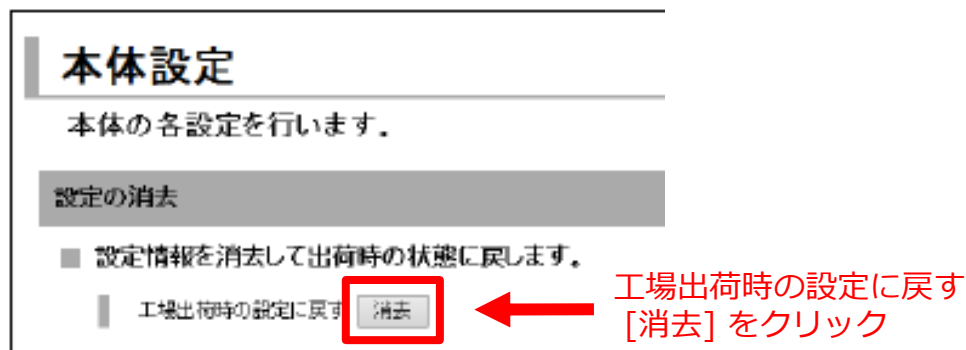 本体設定
本体の各設定を行います.
設定の消去
■ 設定情報を消去して出荷時の状態に戻します.
工場出荷時の設定に戻す 消去
工場出荷時の設定に戻す
[消去] をクリック